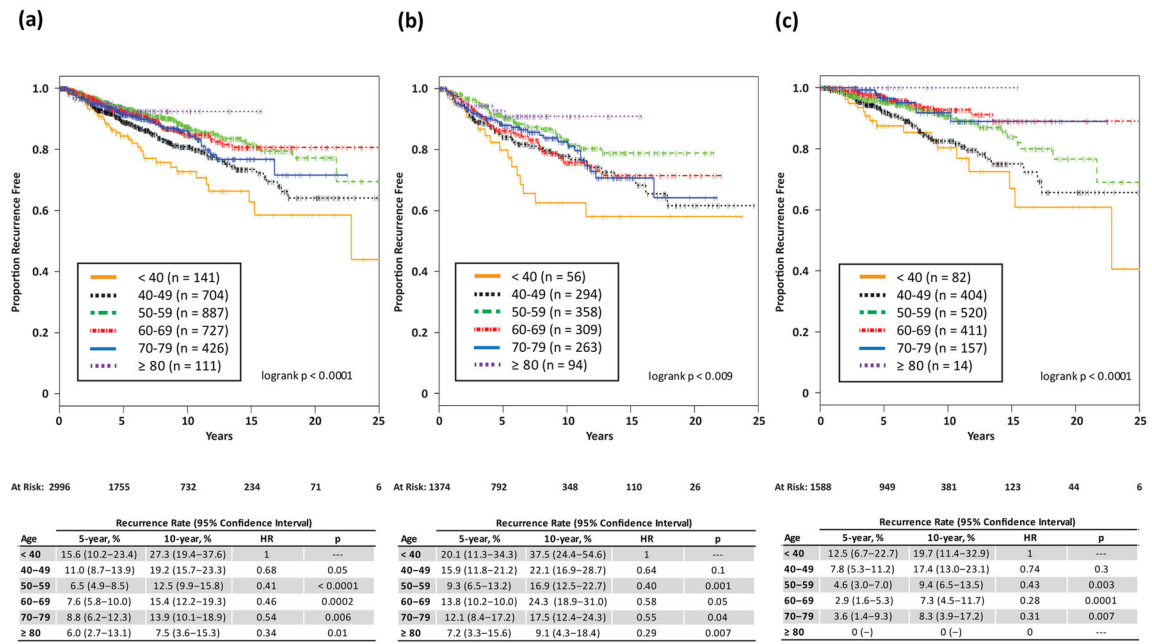 (a)
1.0
0.8
0.6
0.4
0.2
0
Proportion Recurrence Free
< 40 (n = 141)
40-49 (n = 704)
50-59 (n = 887)
60-69 (n = 727)
70-79 (n = 426)
≥ 80 (n = 111)
logrank p < 0.0001
0 5 10 15 20 25
Years
At Risk: 2996 1755 732 234 71 6
Recurrence Rate (95% Confidence Interval)
Age 5-year, % 10-year, % HR p
< 40 15.6 (10.2–23.4) 27.3 (19.4–37.6) 1 ---
40–49 11.0 (8.7–13.9) 19.2 (15.7–23.3) 0.68 0.05
50–59 6.5 (4.9–8.5) 12.5 (9.9–15.8) 0.41 < 0.0001
60–69 7.6 (5.8–10.0) 15.4 (12.2–19.3) 0.46 0.0002
70–79 8.8 (6.2–12.3) 13.9 (10.1–18.9) 0.54 0.006
≥ 80 6.0 (2.7–13.1) 7.5 (3.6–15.3) 0.34 0.01
(b)
1.0
0.8
0.6
0.4
0.2
0
Proportion Recurrence Free
< 40 (n = 56)
40-49 (n = 294)
50-59 (n = 358)
60-69 (n = 309)
70-79 (n = 263)
≥ 80 (n = 94)
logrank p < 0.009
0 5 10 15 20 25
Years
At Risk: 1374 792 348 110 26
Recurrence Rate (95% Confidence Interval)
Age 5-year, % 10-year, % HR p
< 40 20.1 (11.3–34.3) 37.5 (24.4–54.6) 1 ---
40–49 15.9 (11.8–21.2) 22.1 (16.9–28.7) 0.64 0.1
50–59 9.3 (6.5–13.2) 16.9 (12.5–22.7) 0.40 0.001
60–69 13.8 (10.2–10.0) 24.3 (18.9–31.0) 0.58 0.05
70–79 12.1 (8.4–17.2) 17.5 (12.4–24.3) 0.55 0.04
≥ 80 7.2 (3.3–15.6) 9.1 (4.3–18.4) 0.29 0.007
(c)
1.0
0.8
0.6
0.4
0.2
0
Proportion Recurrence Free
< 40 (n = 82)
40-49 (n = 404)
50-59 (n = 520)
60-69 (n = 411)
70-79 (n = 157)
≥ 80 (n = 14)
logrank p < 0.0001
0 5 10 15 20 25
Years
At Risk: 1588 949 381 123 44 6
Recurrence Rate (95% Confidence Interval)
Age 5-year, % 10-year, % HR p
< 40 12.5 (6.7–22.7) 19.7 (11.4–32.9) 1 ---
40–49 7.8 (5.3–11.2) 17.4 (13.0–23.1) 0.74 0.3
50–59 4.6 (3.0–7.0) 9.4 (6.5–13.5) 0.43 0.003
60–69 2.9 (1.6–5.3) 7.3 (4.5–11.7) 0.28 0.0001
70–79 3.6 (1.4–9.3) 8.3 (3.9–17.2) 0.31 0.007
≥ 80 0 (–) 0 (–) 0 ---